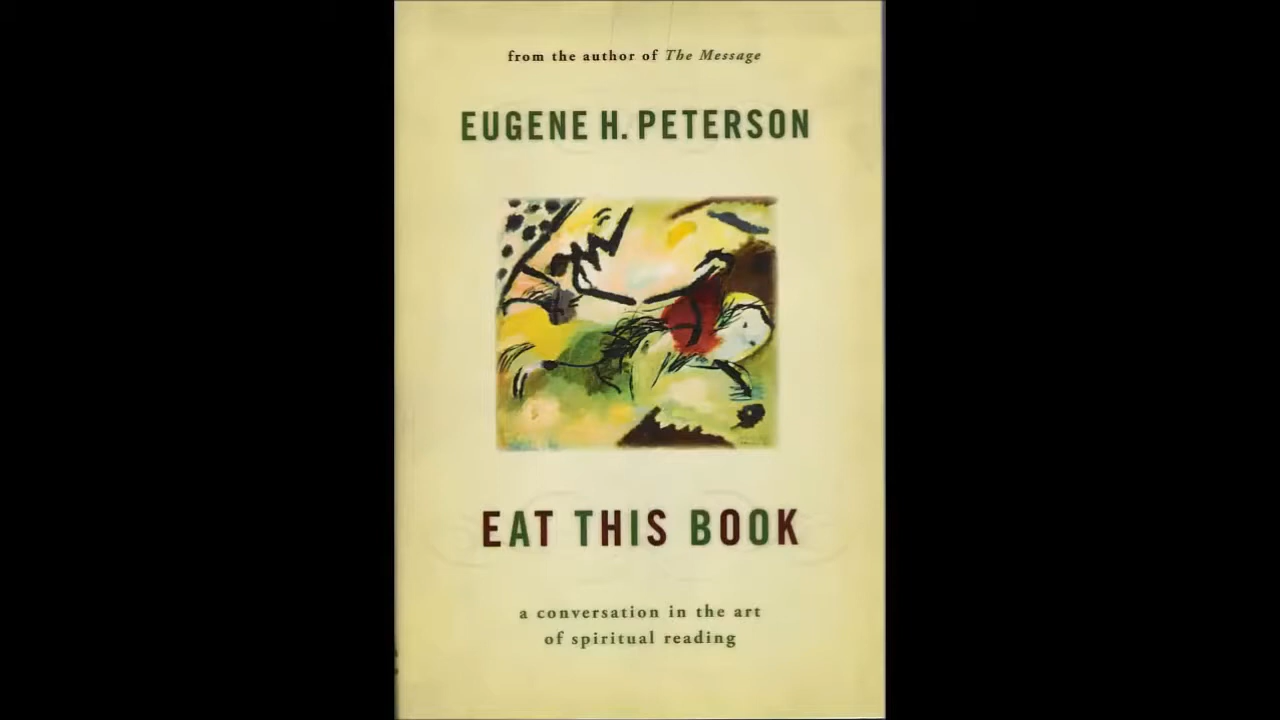 from the author of The Message
EUGENE H. PETERSON
EAT THIS BOOK
a conversation in the art
of spiritual reading